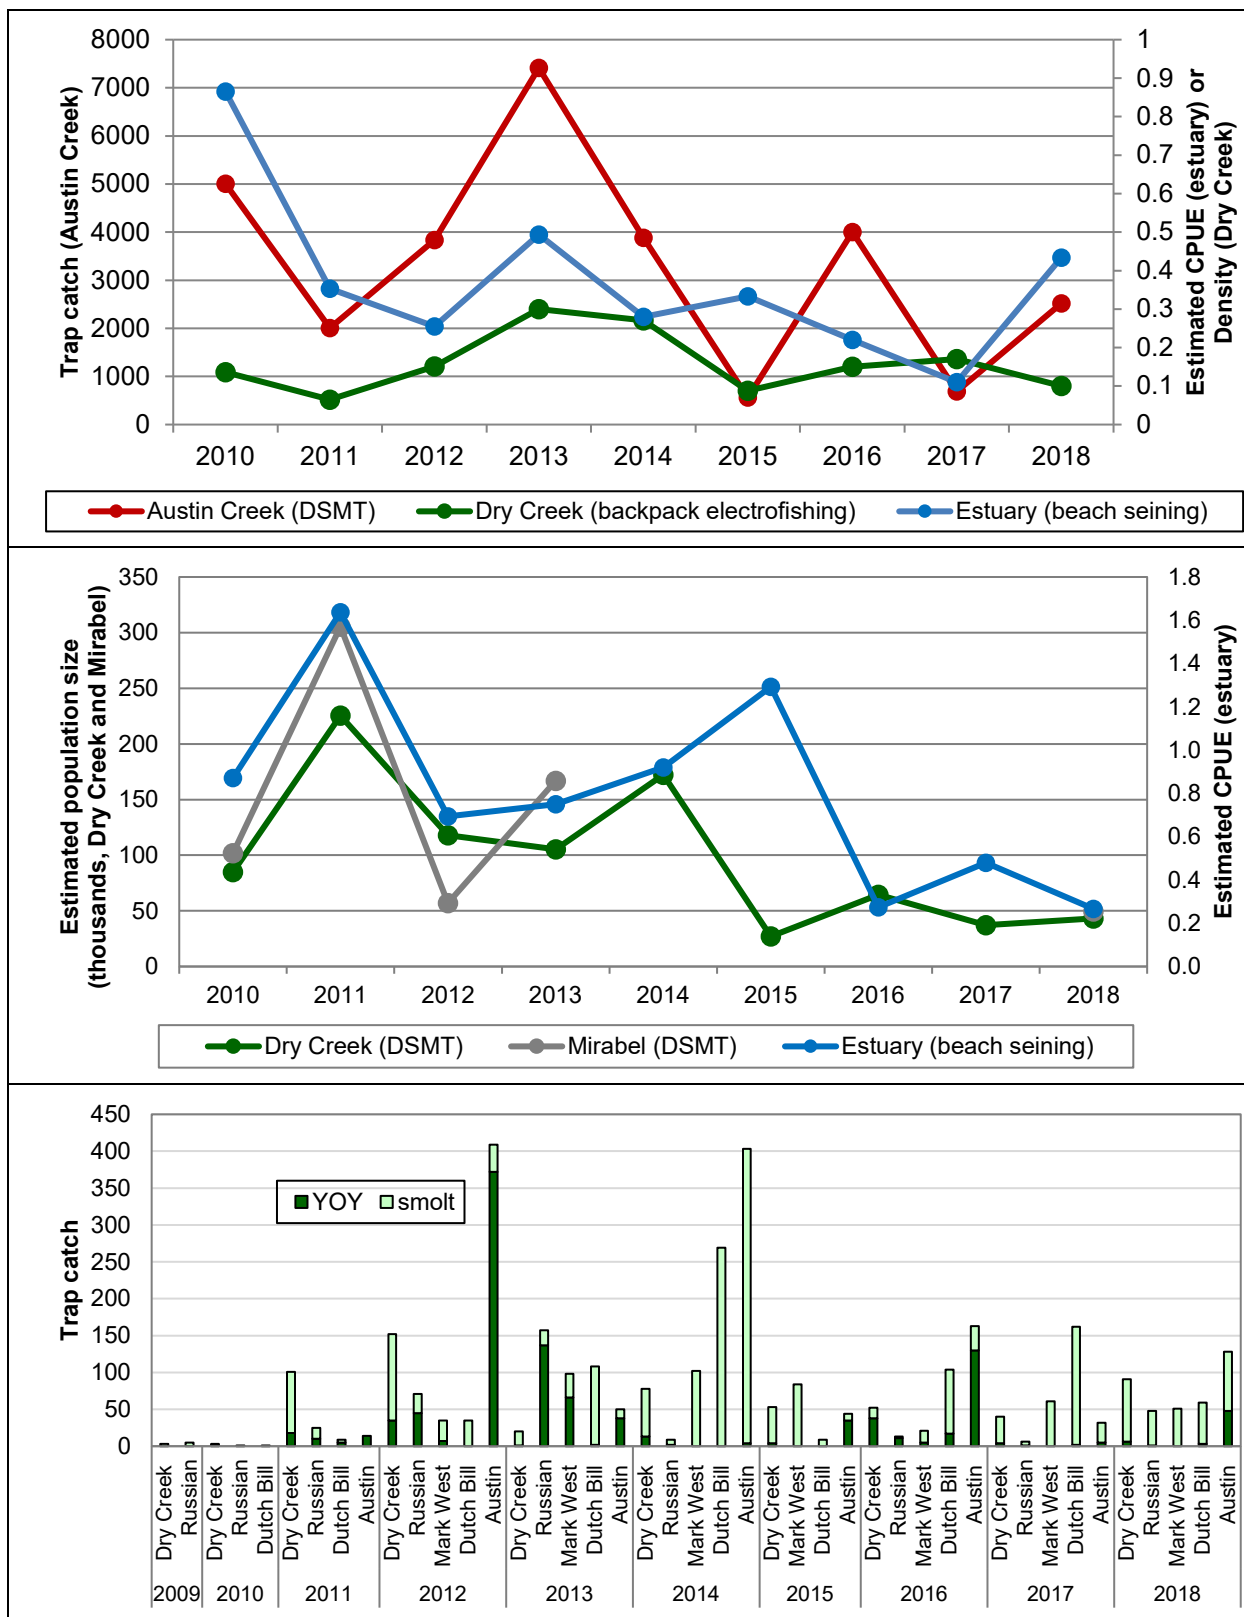 8000
7000
6000
5000
4000
3000
2000
1000
0
Trap catch (Austin Creek)
1
0.9
0.8
0.7
0.6
0.5
0.4
0.3
0.2
0.1
0
Estimated CPUE (estuary) or
Density (Dry Creek)
2010 2011 2012 2013 2014 2015 2016 2017 2018
Austin Creek (DSMT) Dry Creek (backpack electrofishing) Estuary (beach seining)
350
300
250
200
150
100
50
0
Estimated population size
(thousands, Dry Creek and Mirabel)
1.8
1.6
1.4
1.2
1.0
0.8
0.6
0.4
0.2
0.0
Estimated CPUE (estuary)
2010 2011 2012 2013 2014 2015 2016 2017 2018
Dry Creek (DSMT) Mirabel (DSMT) Estuary (beach seining)
450
400
350
300
250
200
150
100
50
0
Trap catch
YOY smolt
Dry Creek
Russian
Dry Creek
Russian
Dutch Bill
Dry Creek
Russian
Dutch Bill
Austin
Dry Creek
Russian
Mark West
Dutch Bill
Austin
Dry Creek
Russian
Mark West
Dutch Bill
Austin
Dry Creek
Russian
Mark West
Dutch Bill
Austin
Dry Creek
Mark West
Dutch Bill
Austin
Dry Creek
Russian
Mark West
Dutch Bill
Austin
Dry Creek
Russian
Mark West
Dutch Bill
Austin
Dry Creek
Russian
Mark West
Dutch Bill
Austin
2009 2010 2011 2012 2013 2014 2015 2016 2017 2018